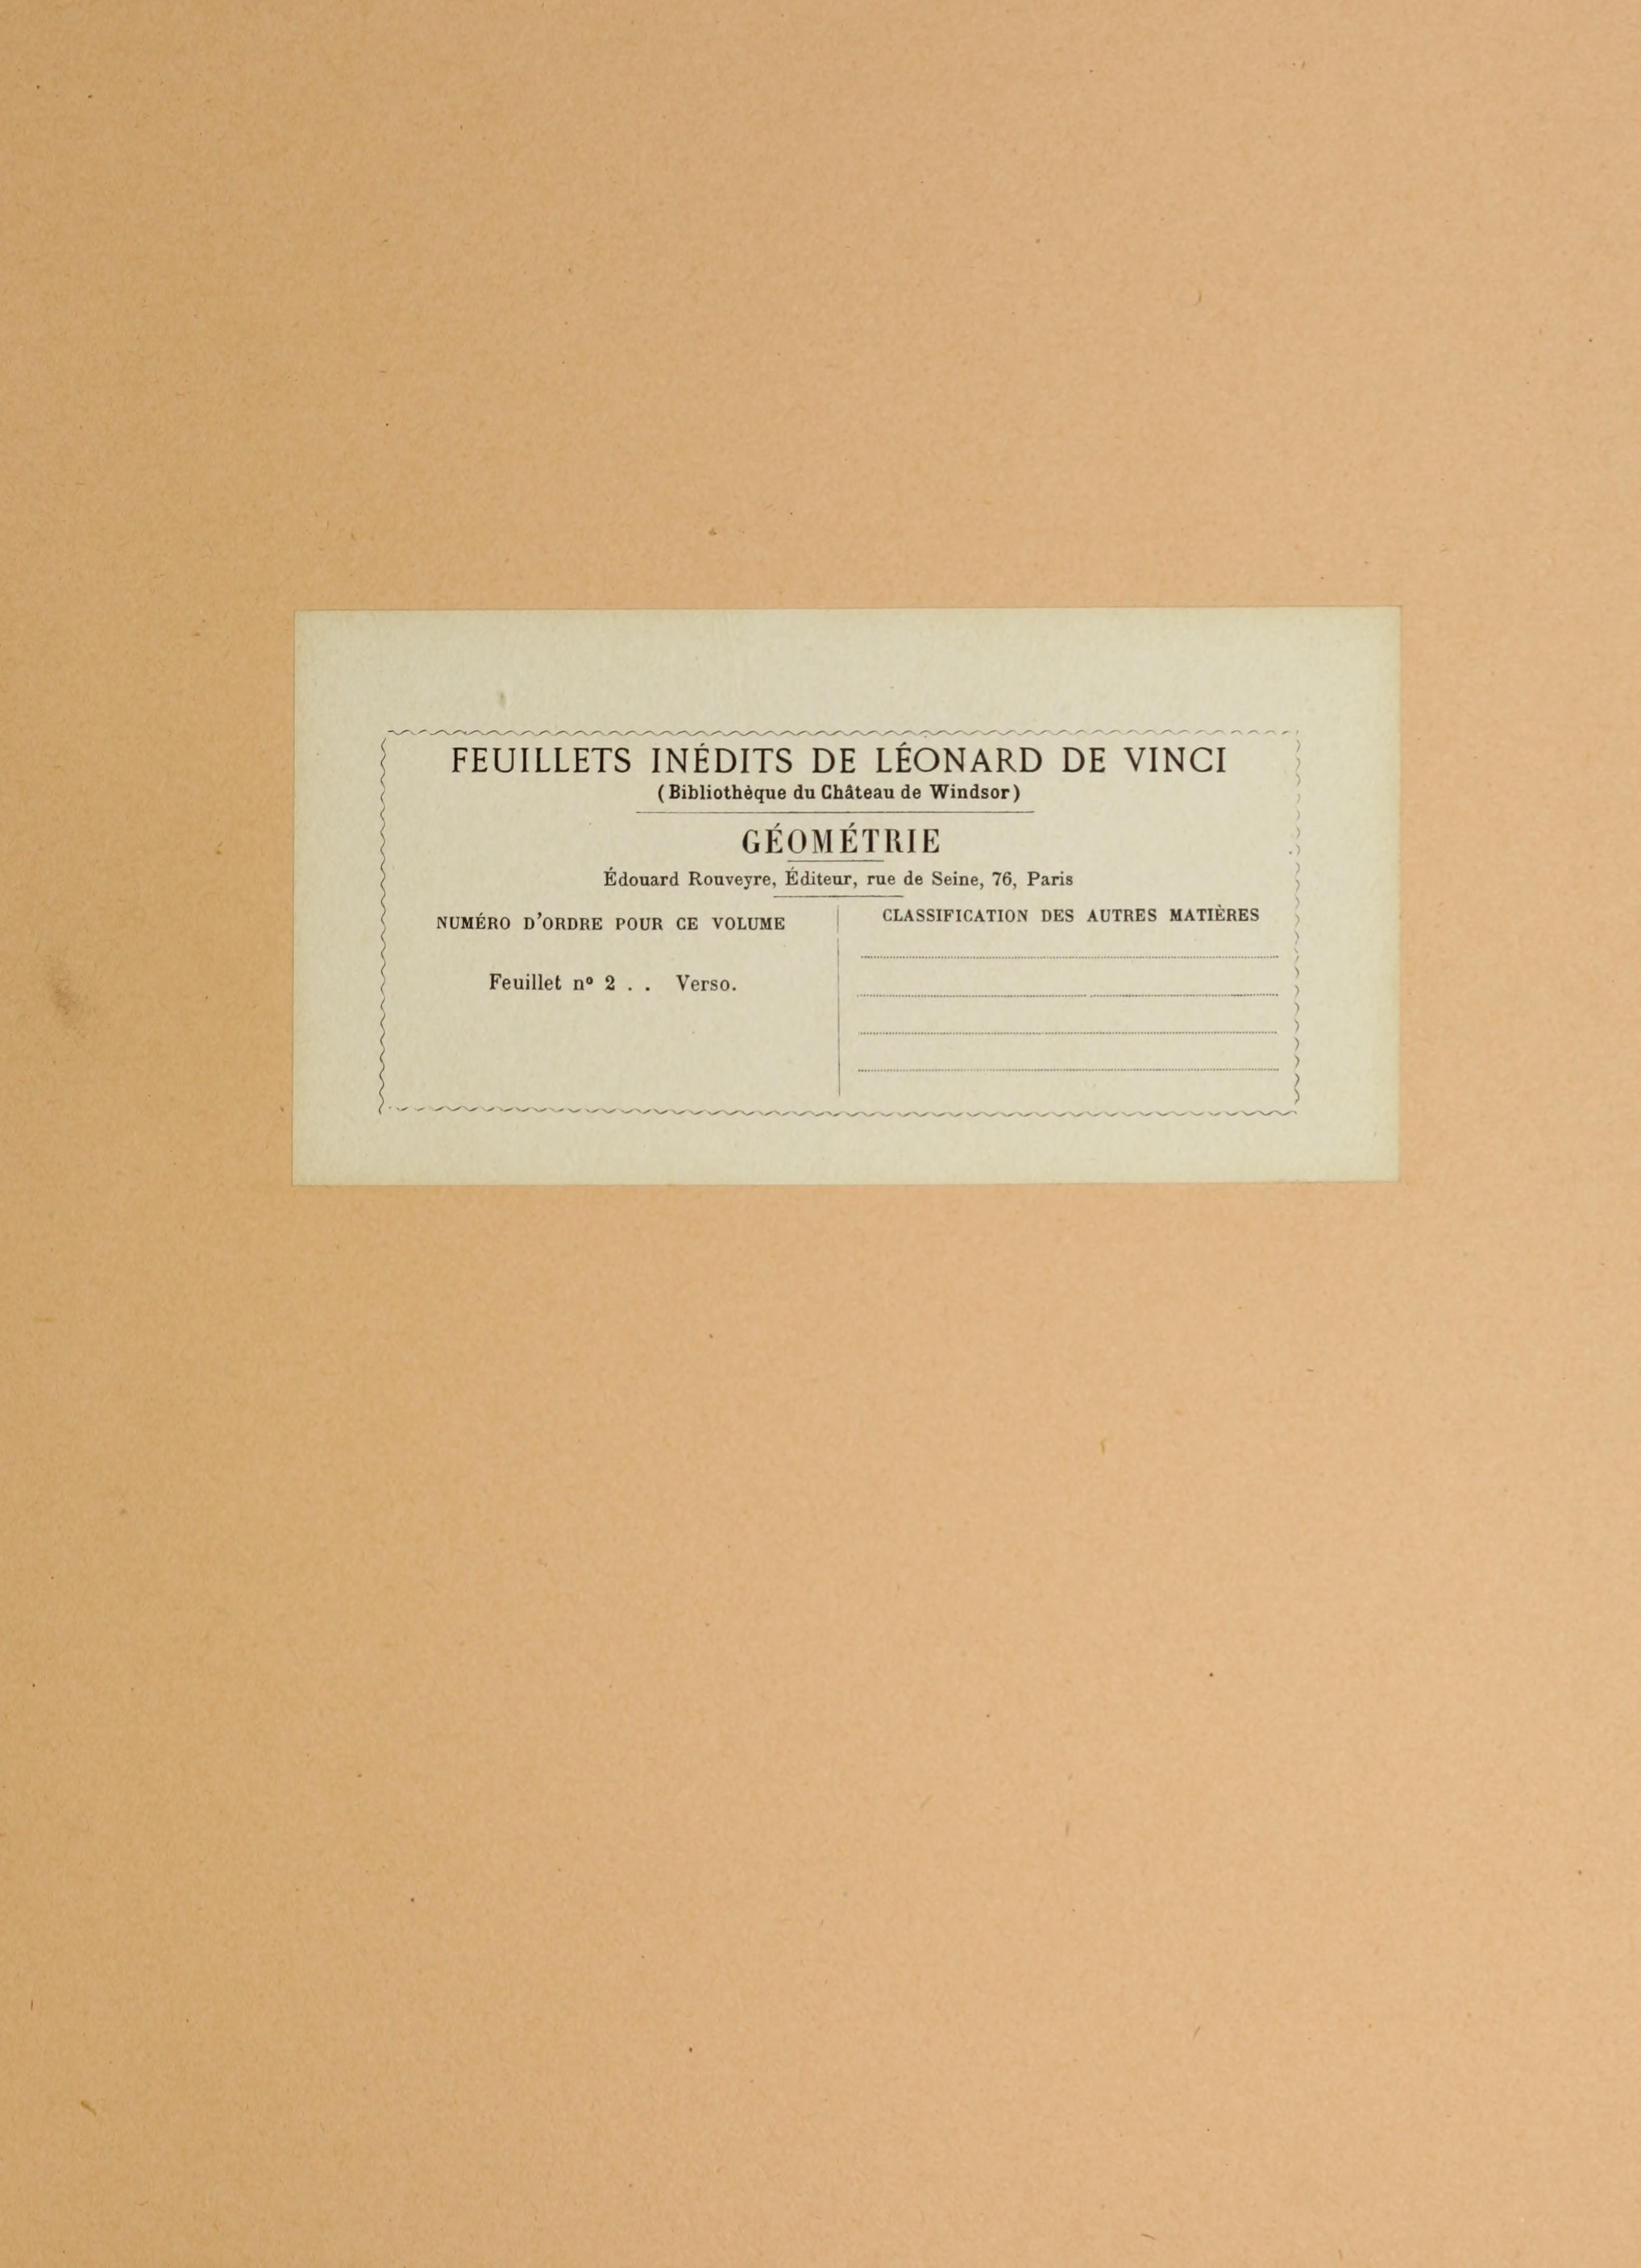 FEUILLETS INÉDITS DE LÉONARD DE VINCI
(Bibliothèque du Château de Windsor)
GÉOMÉTRIE
Édouard Rouveyre, Éditeur, rue de Seine, 76, Paris
NUMÉRO D'ORDRE POUR CE VOLUME
Feuillet nº 2 . . Verso.
CLASSIFICATION DES AUTRES MATIÈRES